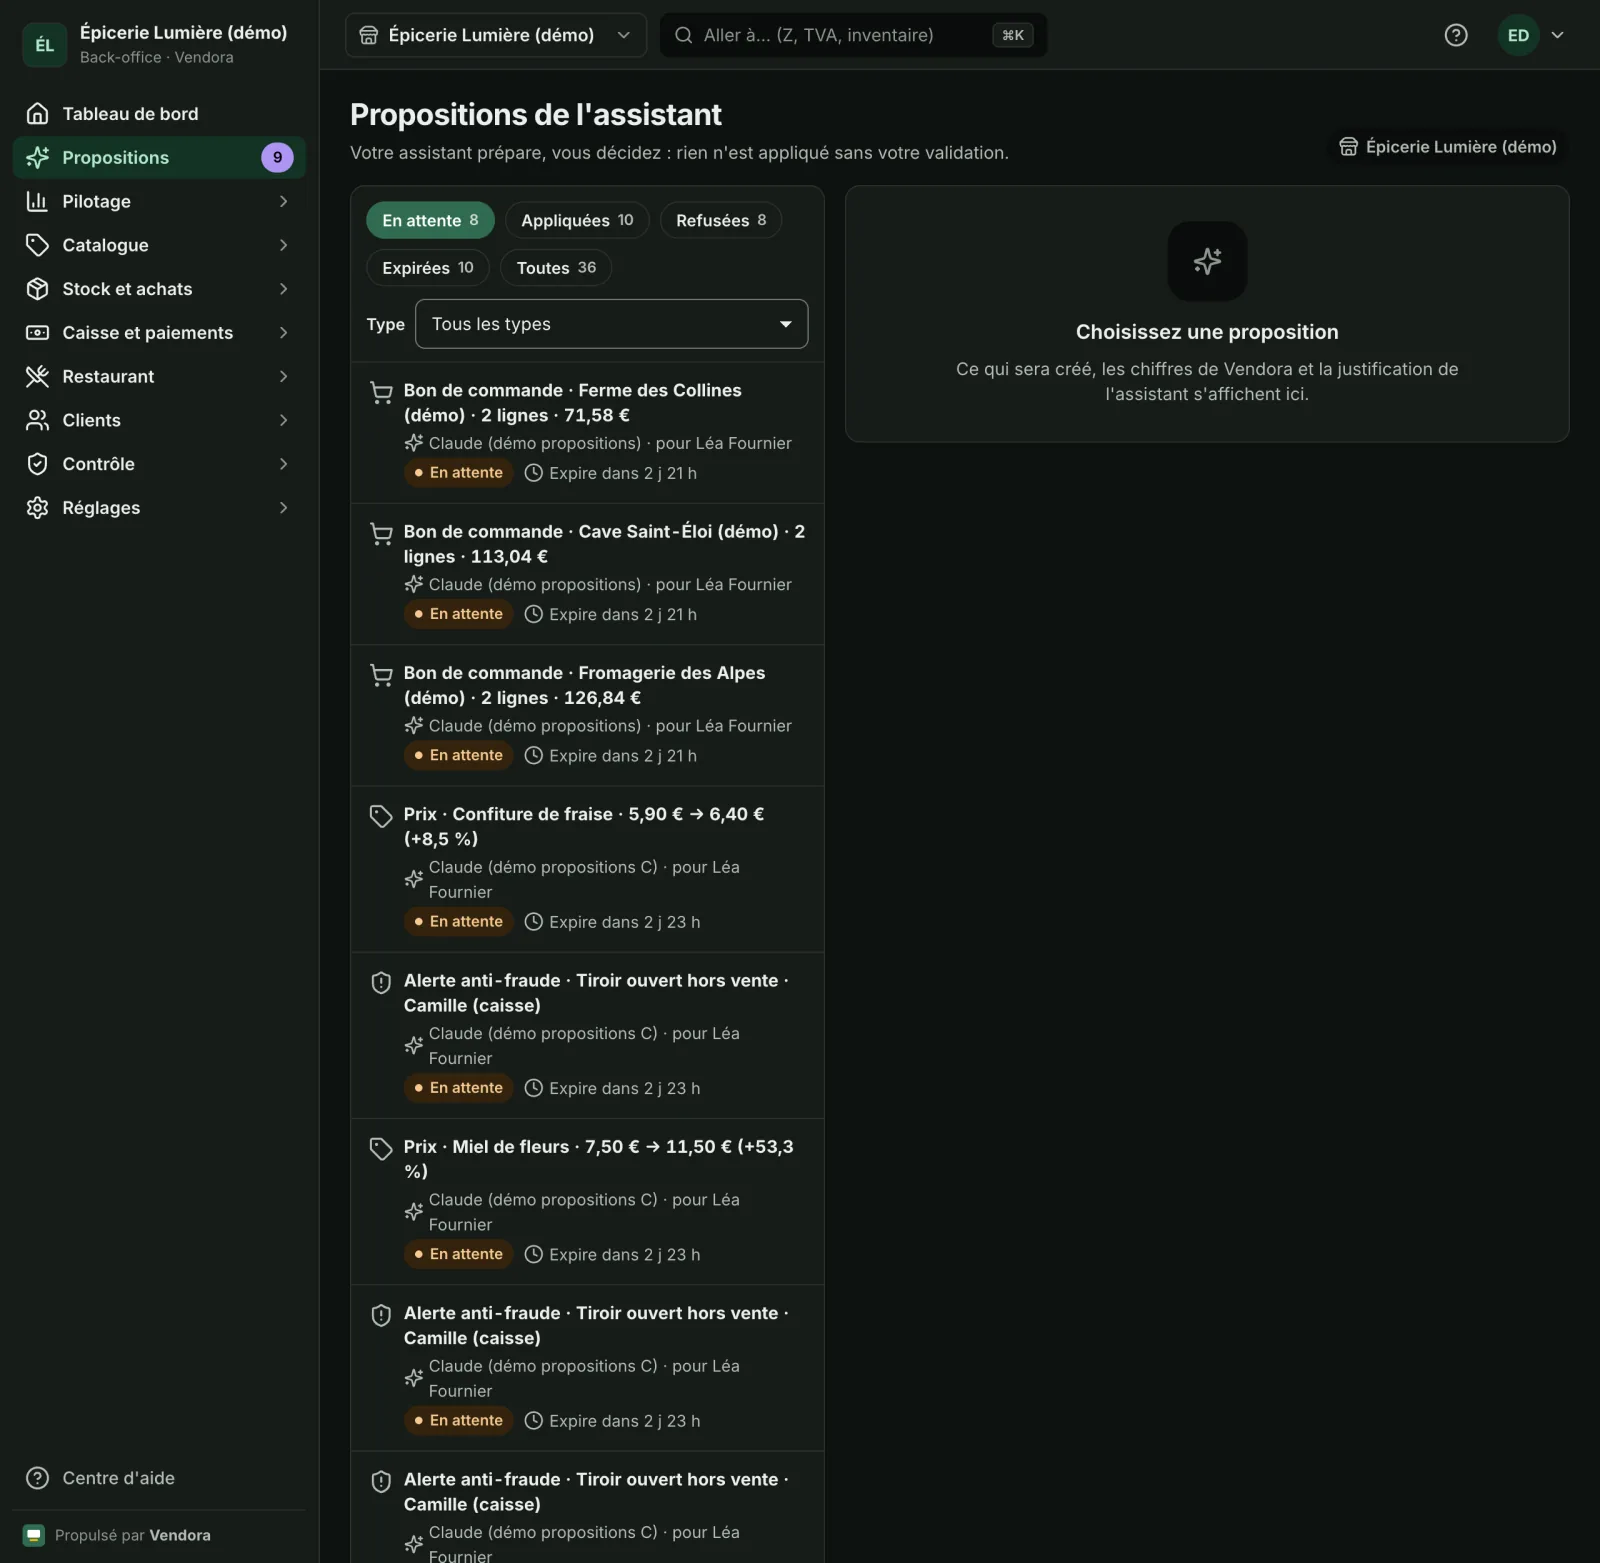 ÉL
Épicerie Lumière (démo)
Back-office · Vendora
Tableau de bord
Propositions 9
Pilotage
Catalogue
Stock et achats
Caisse et paiements
Restaurant
Clients
Contrôle
Réglages
Centre d'aide
Propulsé par Vendora
Épicerie Lumière (démo)
Aller à... (Z, TVA, inventaire) ⌘K
ED
Propositions de l'assistant
Votre assistant prépare, vous décidez : rien n'est appliqué sans votre validation.
Épicerie Lumière (démo)
En attente 8 Appliquées 10 Refusées 8
Expirées 10 Toutes 36
Type Tous les types
Bon de commande · Ferme des Collines
(démo) · 2 lignes · 71,58 €
Claude (démo propositions) · pour Léa Fournier
En attente Expire dans 2 j 21 h
Bon de commande · Cave Saint-Éloi (démo) · 2
lignes · 113,04 €
Claude (démo propositions) · pour Léa Fournier
En attente Expire dans 2 j 21 h
Bon de commande · Fromagerie des Alpes
(démo) · 2 lignes · 126,84 €
Claude (démo propositions) · pour Léa Fournier
En attente Expire dans 2 j 21 h
Prix · Confiture de fraise · 5,90 € → 6,40 €
(+8,5 %)
Claude (démo propositions C) · pour Léa
Fournier
En attente Expire dans 2 j 23 h
Alerte anti-fraude · Tiroir ouvert hors vente ·
Camille (caisse)
Claude (démo propositions C) · pour Léa
Fournier
En attente Expire dans 2 j 23 h
Prix · Miel de fleurs · 7,50 € → 11,50 € (+53,3
%)
Claude (démo propositions C) · pour Léa
Fournier
En attente Expire dans 2 j 23 h
Alerte anti-fraude · Tiroir ouvert hors vente ·
Camille (caisse)
Claude (démo propositions C) · pour Léa
Fournier
En attente Expire dans 2 j 23 h
Alerte anti-fraude · Tiroir ouvert hors vente ·
Camille (caisse)
Claude (démo propositions C) · pour Léa
Fournier
Choisissez une proposition
Ce qui sera créé, les chiffres de Vendora et la justification de
l'assistant s'affichent ici.